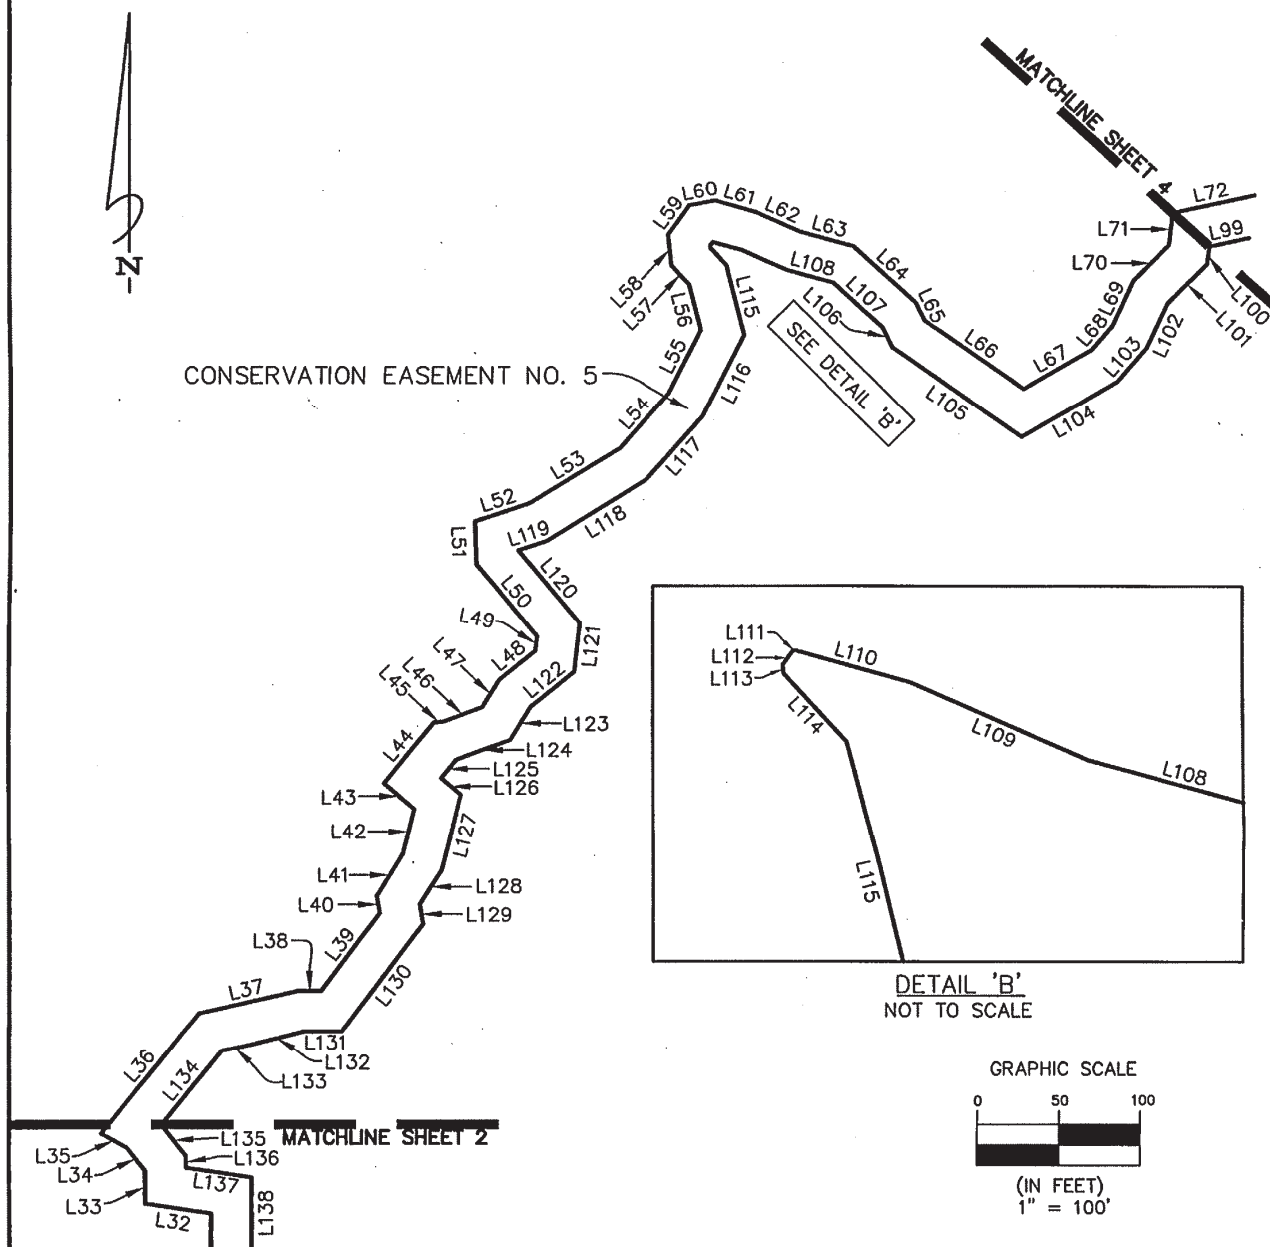 MATCHLINE SHEET 4
L72
L71
L99
L70
L100
L101
L69
L68
L67
L102
L103
L104
L59
L60
L61
L62
L63
L64
L65
L66
L58
L57
L56
L55
L115
L108
L107
L106
L105
SEE DETAIL 'B'
L116
CONSERVATION EASEMENT NO. 5
L54
L117
L53
L118
L52
L119
L51
L120
L50
L49
L121
L48
L47
L122
L46
L45
L123
L44
L124
L125
L43
L126
L42
L127
L41
L128
L40
L129
L39
L38
L130
L37
L131
L132
L133
L36
L134
MATCHLINE SHEET 2
L135
L35
L136
L34
L137
L33
L32
L138
L111
L112
L113
L110
L114
L109
L108
L115
DETAIL 'B'
NOT TO SCALE
GRAPHIC SCALE
0 50 100
(IN FEET)
1" = 100'
N